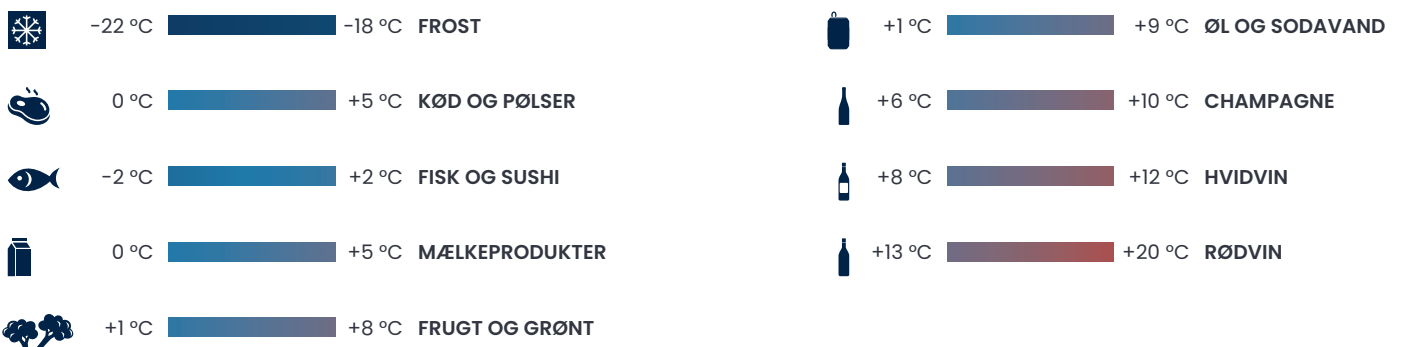 -22 °C -18 °C FROST
0 °C +5 °C KØD OG PØLSER
-2 °C +2 °C FISK OG SUSHI
0 °C +5 °C MÆLKEPRODUKTER
+1 °C +8 °C FRUGT OG GRØNT
+1 °C +9 °C ØL OG SODAVAND
+6 °C +10 °C CHAMPAGNE
+8 °C +12 °C HVIDVIN
+13 °C +20 °C RØDVIN